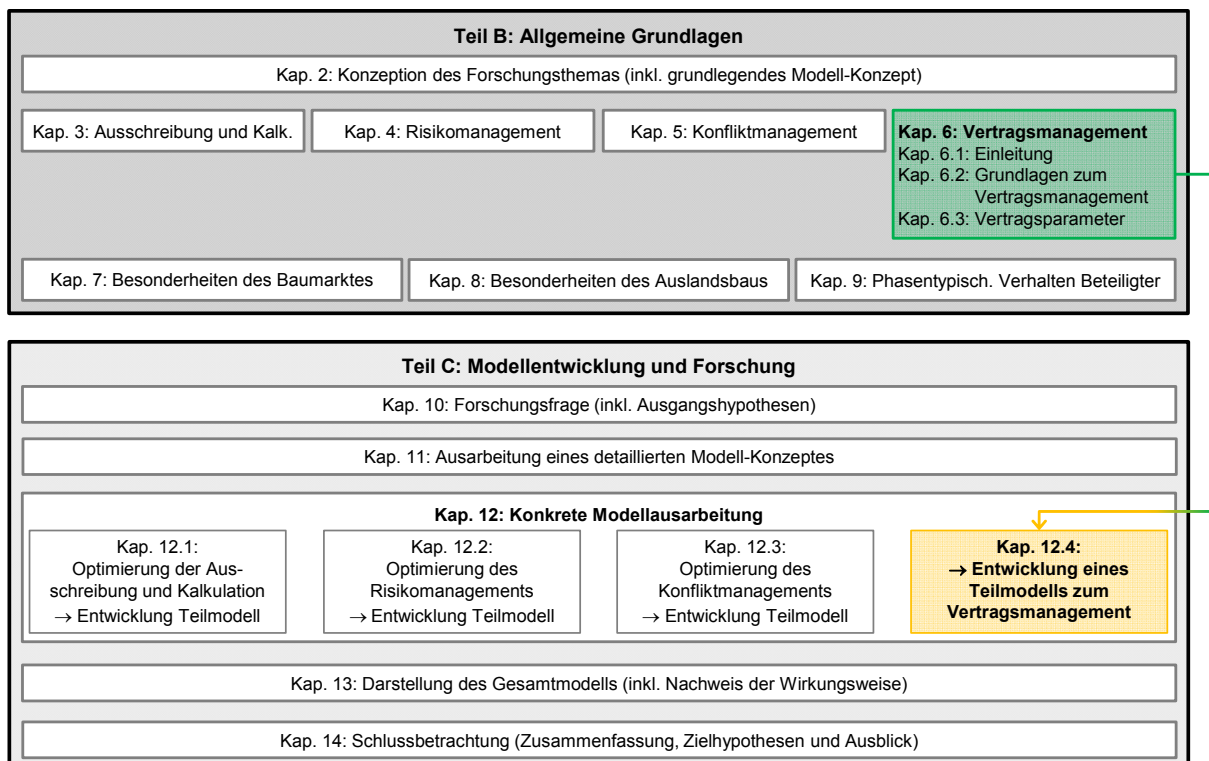 Teil B: Allgemeine Grundlagen
Kap. 2: Konzeption des Forschungsthemas (inkl. grundlegendes Modell-Konzept)
Kap. 3: Ausschreibung und Kalk.
Kap. 4: Risikomanagement
Kap. 5: Konfliktmanagement
Kap. 6: Vertragsmanagement
Kap. 6.1: Einleitung
Kap. 6.2: Grundlagen zum
Vertragsmanagement
Kap. 6.3: Vertragsparameter
Kap. 7: Besonderheiten des Baumarktes
Kap. 8: Besonderheiten des Auslandsbaus
Kap. 9: Phasentypisch. Verhalten Beteiligter
Teil C: Modellentwicklung und Forschung
Kap. 10: Forschungsfrage (inkl. Ausgangshypothesen)
Kap. 11: Ausarbeitung eines detaillierten Modell-Konzeptes
Kap. 12: Konkrete Modellausarbeitung
Kap. 12.1:
Optimierung der Aus-
schreibung und Kalkulation
→ Entwicklung Teilmodell
Kap. 12.2:
Optimierung des
Risikomanagements
→ Entwicklung Teilmodell
Kap. 12.3:
Optimierung des
Konfliktmanagements
→ Entwicklung Teilmodell
Kap. 12.4:
→ Entwicklung eines
Teilmodells zum
Vertragsmanagement
Kap. 13: Darstellung des Gesamtmodells (inkl. Nachweis der Wirkungsweise)
Kap. 14: Schlussbetrachtung (Zusammenfassung, Zielhypothesen und Ausblick)